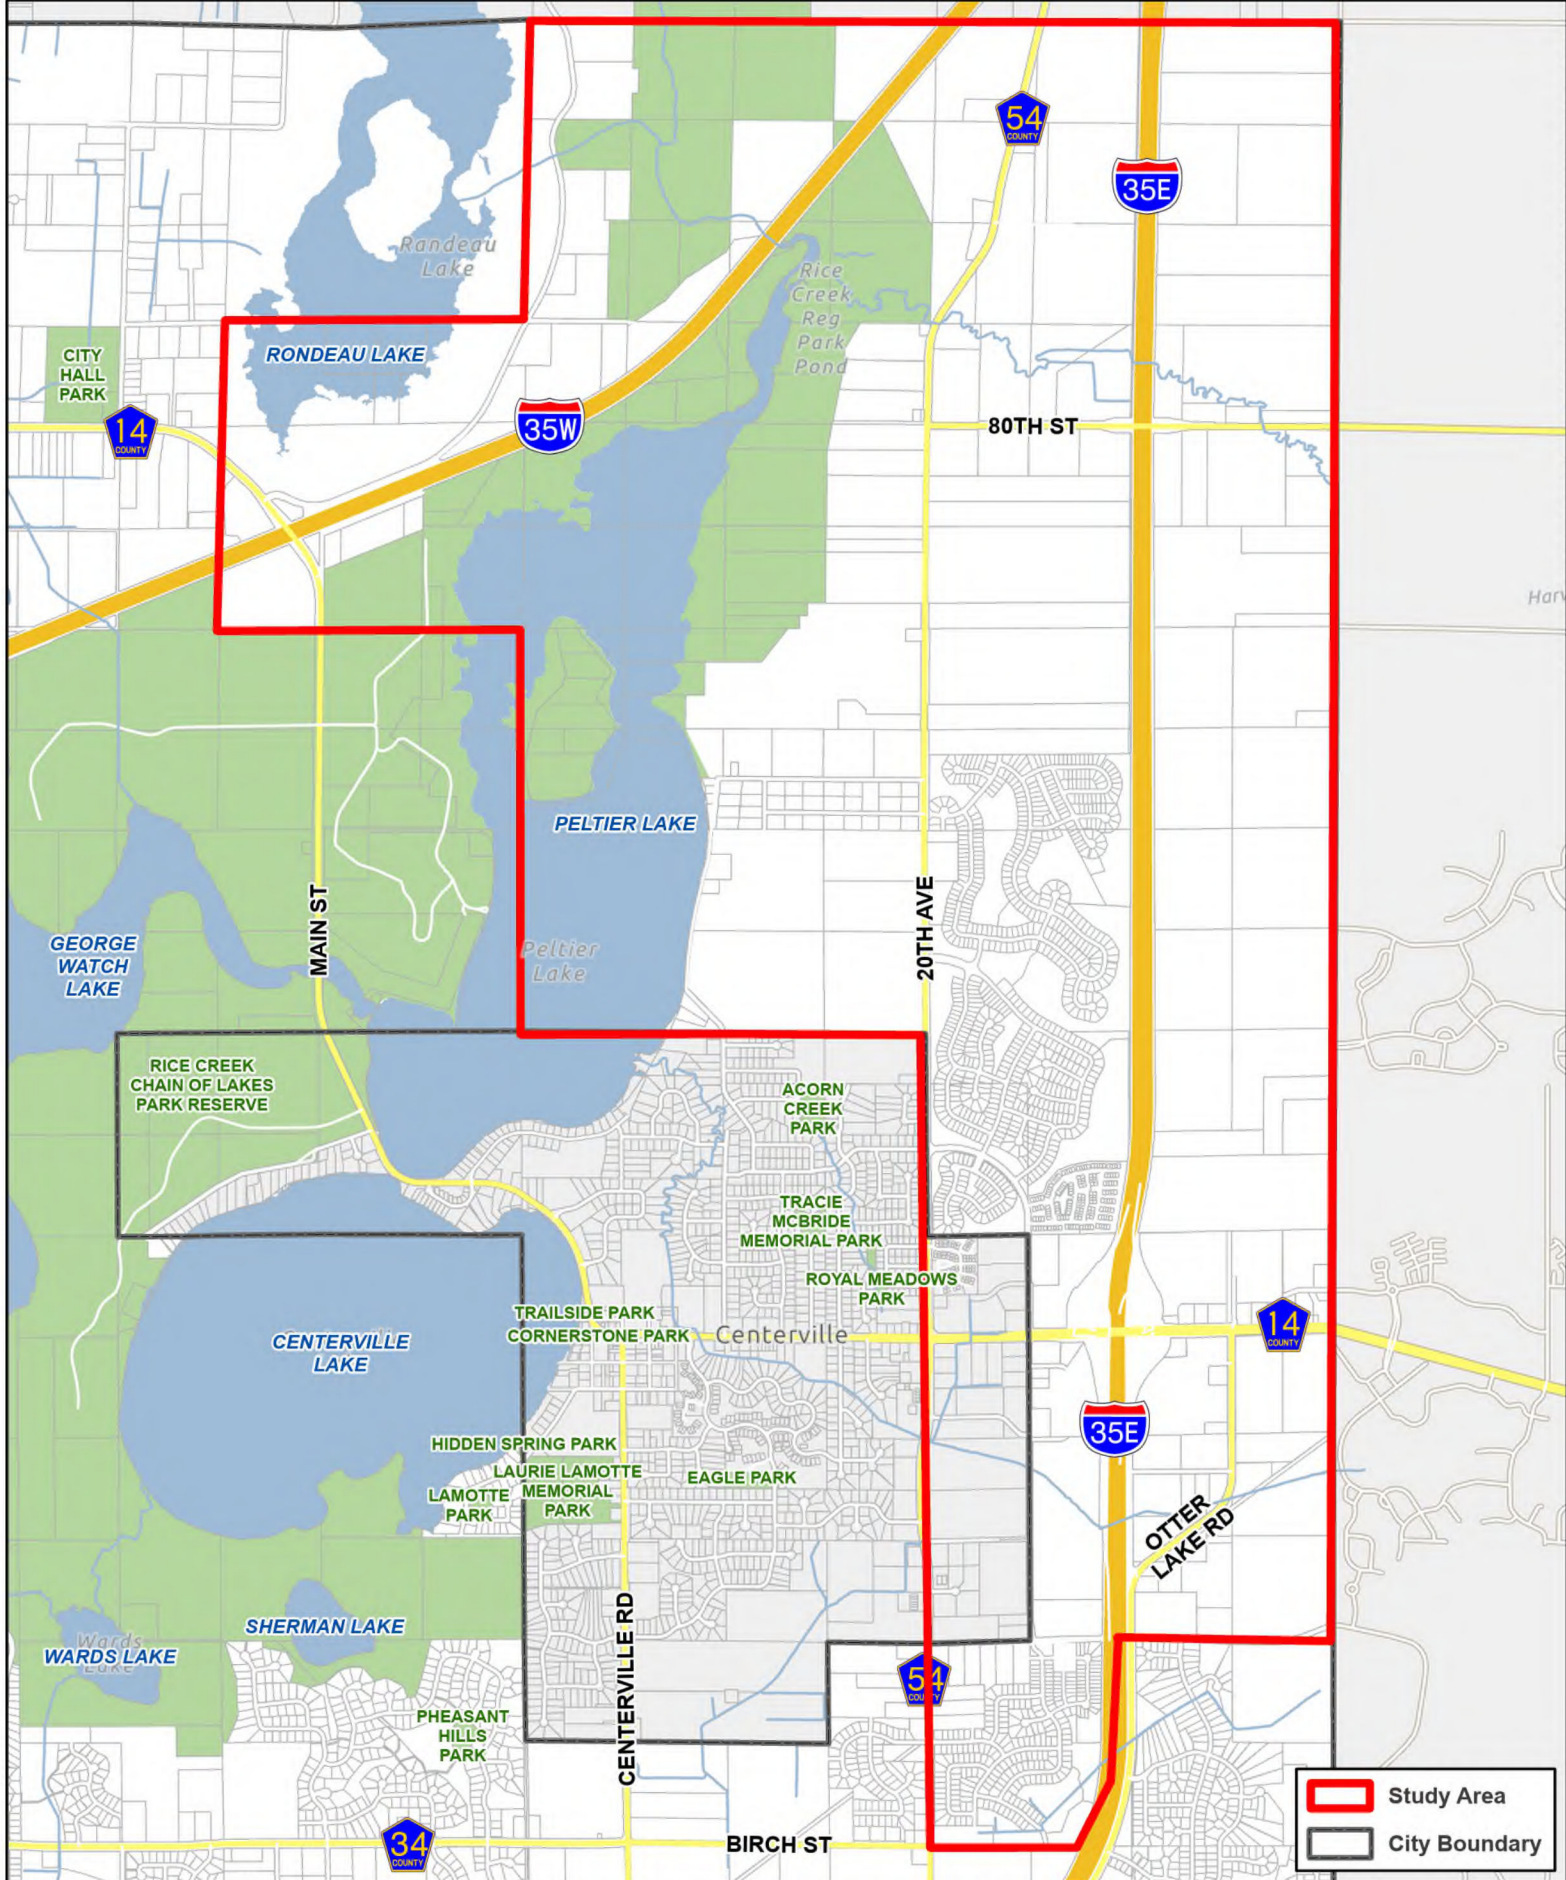 54
COUNTY
35E
Randeau
Lake
Rice
Creek
Reg
Park
Pond
RONDEAU LAKE
CITY
HALL
PARK
14
COUNTY
35W
80TH ST
Harv
PELTIER LAKE
MAIN ST
20TH AVE
GEORGE
WATCH
LAKE
Peltier
Lake
RICE CREEK
CHAIN OF LAKES
PARK RESERVE
ACORN
CREEK
PARK
TRACIE
MCBRIDE
MEMORIAL PARK
ROYAL MEADOWS
PARK
TRAILSIDE PARK
CORNERSTONE PARK
Centerville
14
COUNTY
CENTERVILLE
LAKE
35E
HIDDEN SPRING PARK
LAURIE LAMOTTE
MEMORIAL
PARK
LAMOTTE
PARK
EAGLE PARK
OTTER
LAKE RD
SHERMAN LAKE
Wards
Lake
WARDS LAKE
CENTERVILLE RD
54
COUNTY
PHEASANT
HILLS
PARK
34
COUNTY
BIRCH ST
Study Area
City Boundary